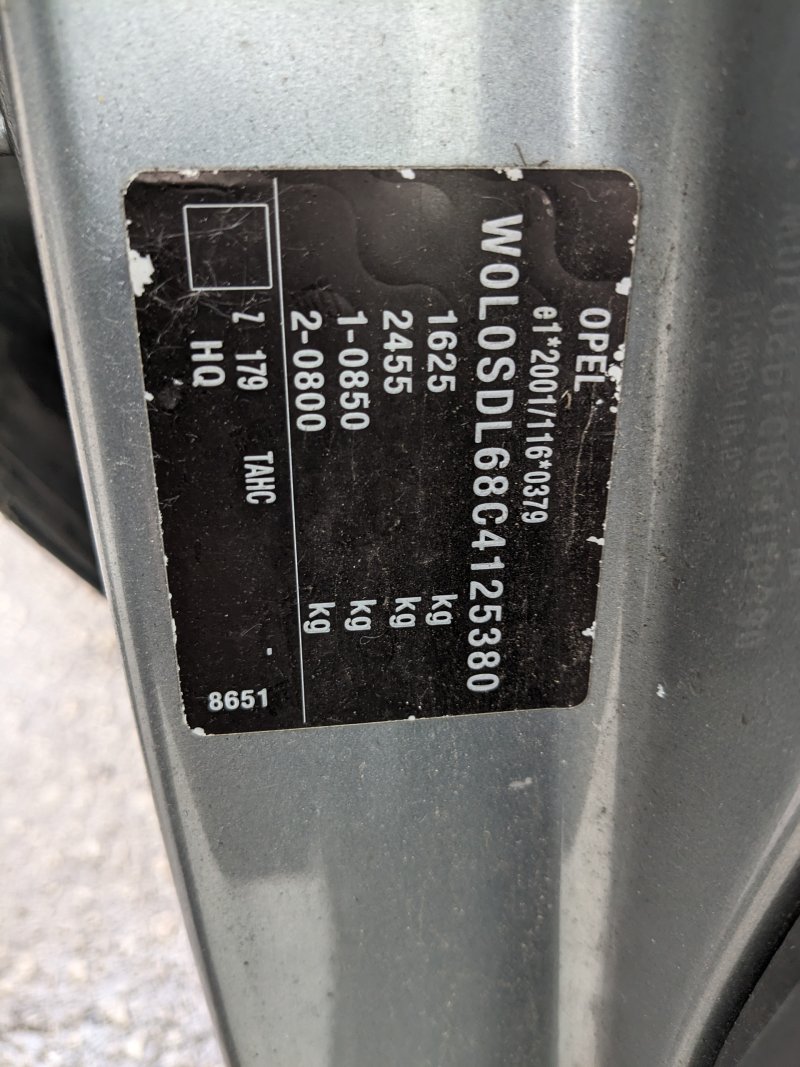 OPEL
e1*2001/116*0379
W0L0SDL68C4125380
1625 kg
2455 kg
1-0850 kg
2-0800 kg
Z 179 TAHC
HQ
8651